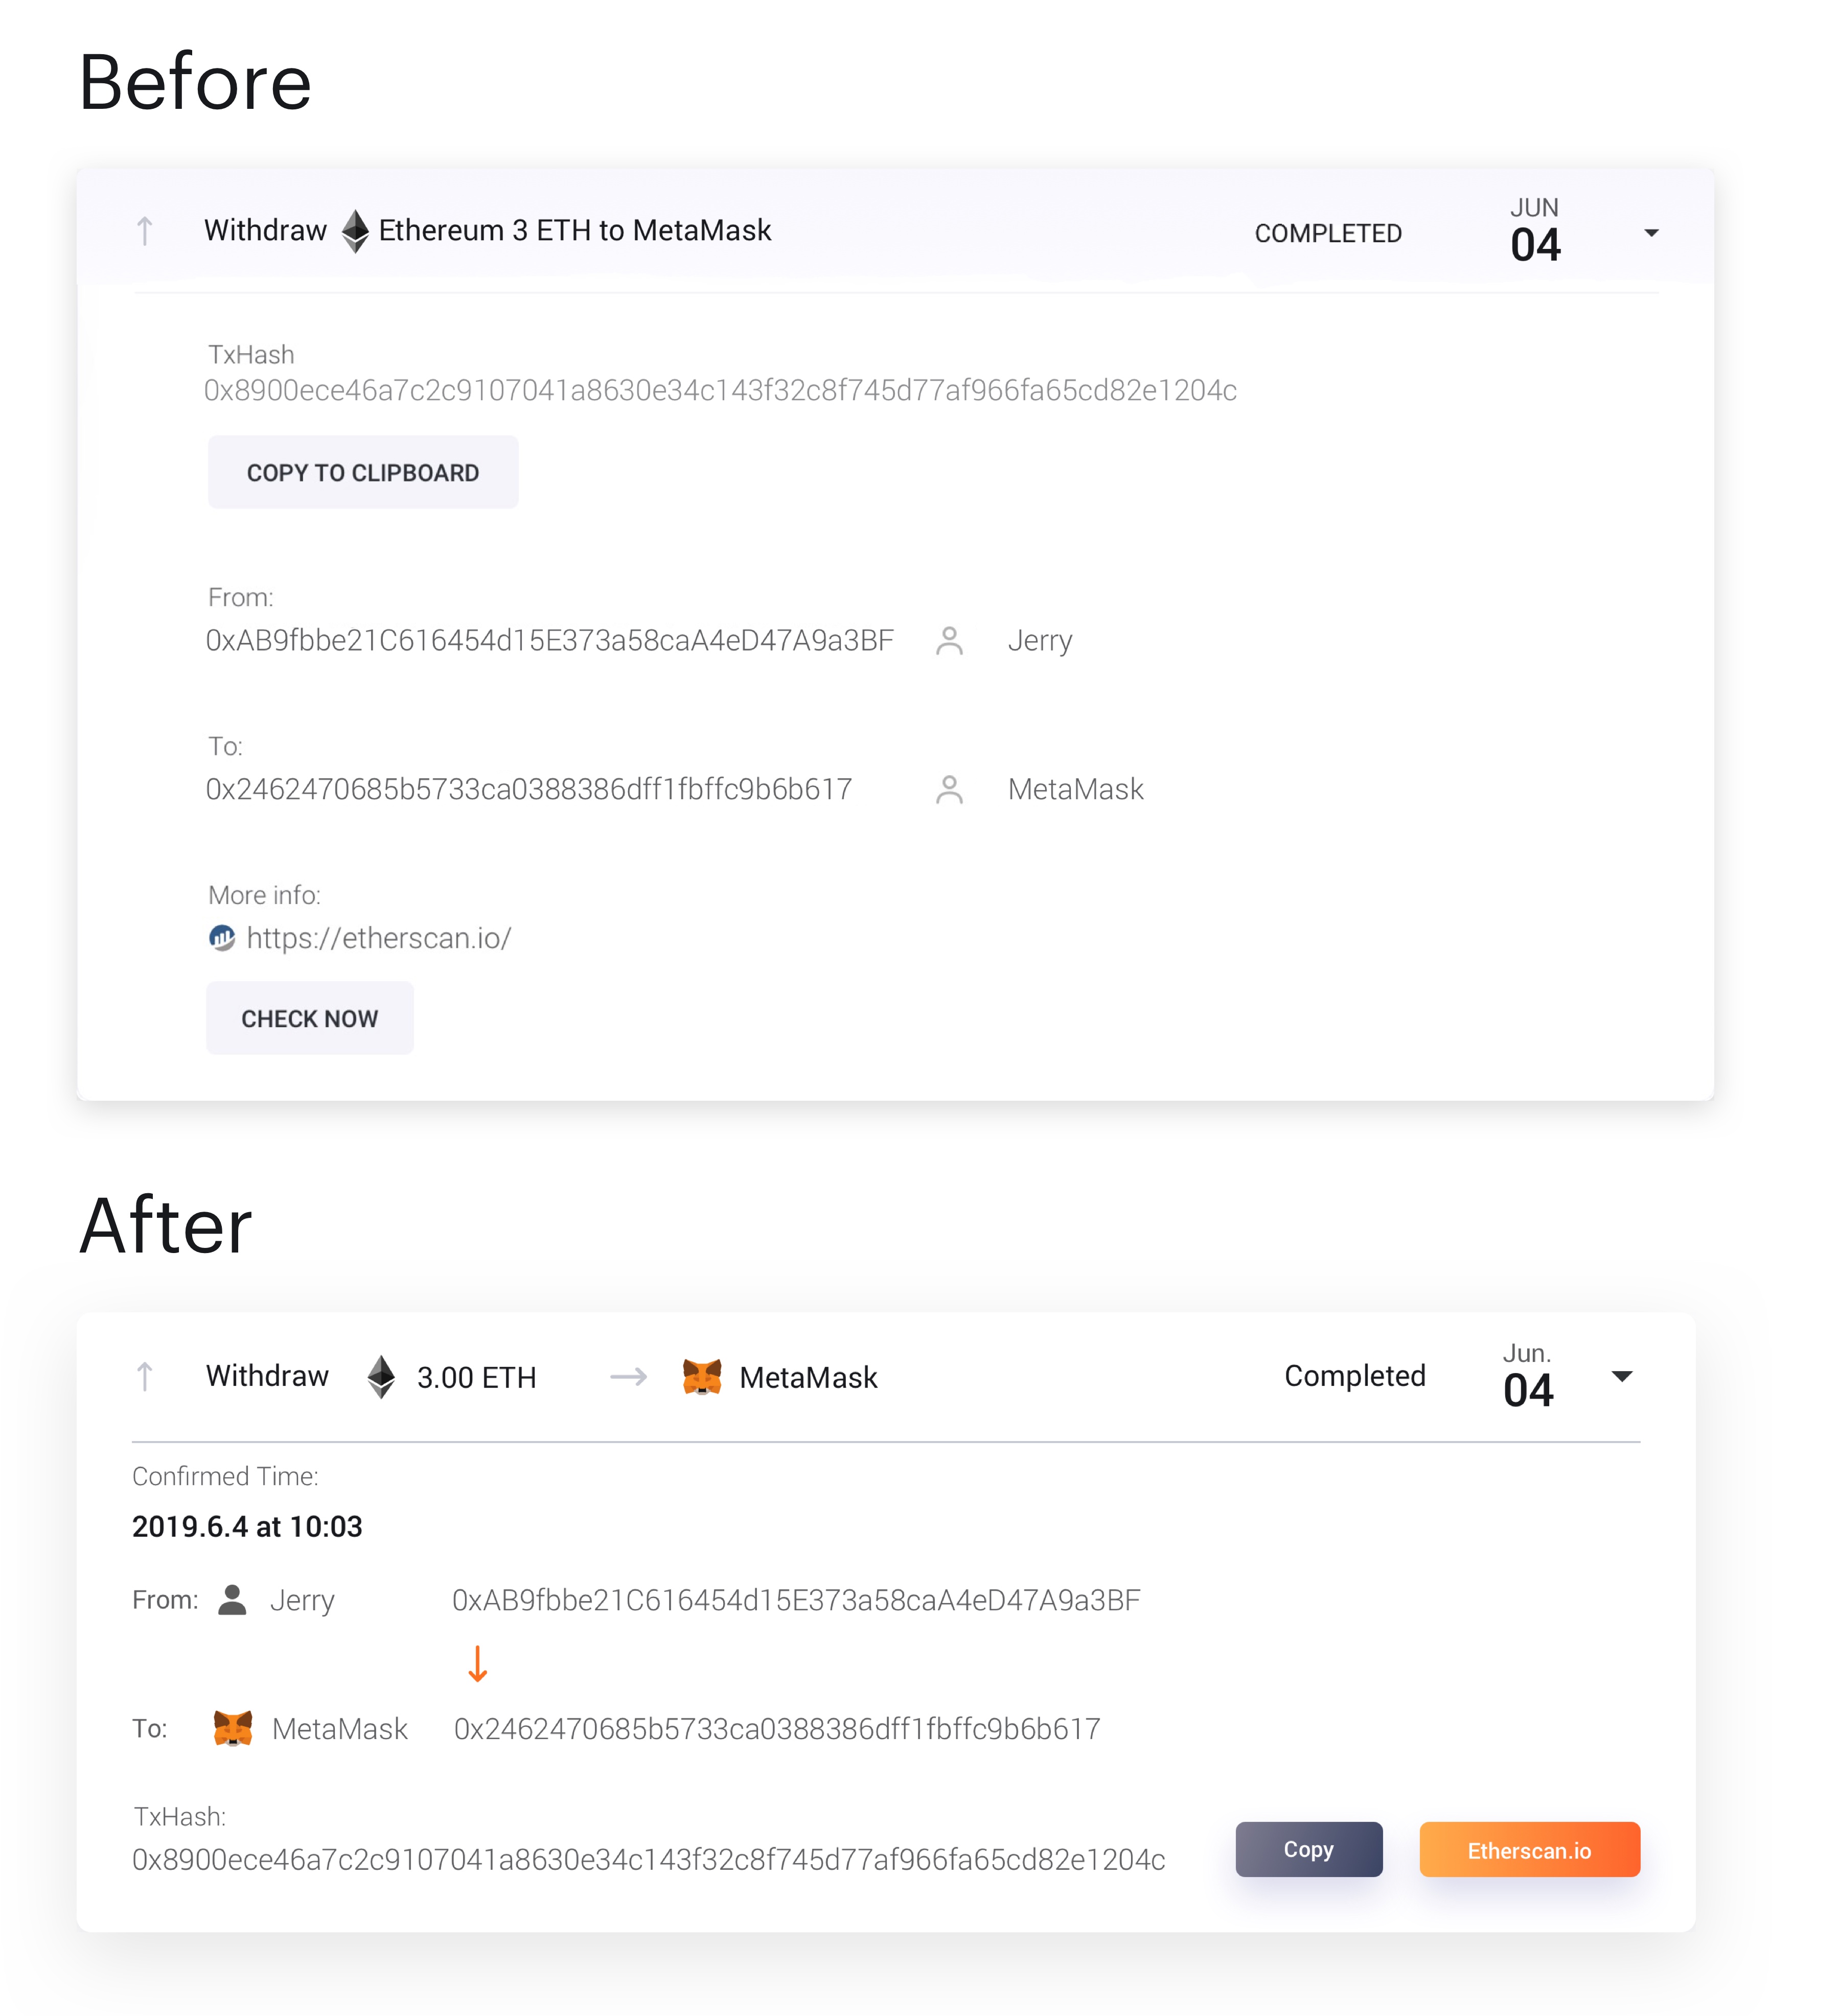 Before
Withdraw Ethereum 3 ETH to MetaMask
COMPLETED
JUN
04
TxHash
0x8900ece46a7c2c9107041a8630e34c143f32c8f745d77af966fa65cd82e1204c
COPY TO CLIPBOARD
From:
0xAB9fbbe21C616454d15E373a58caA4eD47A9a3BF Jerry
To:
0x2462470685b5733ca0388386dff1fbffc9b6b617 MetaMask
More info:
https://etherscan.io/
CHECK NOW
After
Withdraw 3.00 ETH → MetaMask
Completed
Jun.
04
Confirmed Time:
2019.6.4 at 10:03
From: Jerry 0xAB9fbbe21C616454d15E373a58caA4eD47A9a3BF
To: MetaMask 0x2462470685b5733ca0388386dff1fbffc9b6b617
TxHash:
0x8900ece46a7c2c9107041a8630e34c143f32c8f745d77af966fa65cd82e1204c
Copy
Etherscan.io